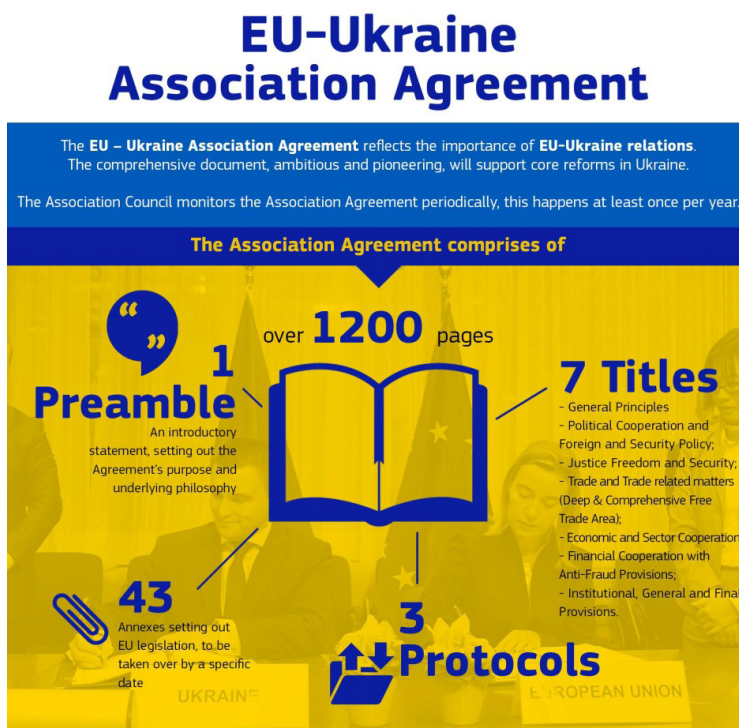 EU-Ukraine
Association Agreement
The EU – Ukraine Association Agreement reflects the importance of EU-Ukraine relations.
The comprehensive document, ambitious and pioneering, will support core reforms in Ukraine.
The Association Council monitors the Association Agreement periodically, this happens at least once per year.
The Association Agreement comprises of
over 1200 pages
1
Preamble
An introductory
statement, setting out the
Agreement's purpose and
underlying philosophy
7 Titles
- General Principles
- Political Cooperation and
Foreign and Security Policy;
- Justice Freedom and Security;
- Trade and Trade related matters
(Deep & Comprehensive Free
Trade Area);
- Economic and Sector Cooperation
- Financial Cooperation with
Anti-Fraud Provisions;
- Institutional, General and Final
Provisions.
43
Annexes setting out
EU legislation, to be
taken over by a specific
date
3
Protocols
UKRAINE
EUROPEAN UNION